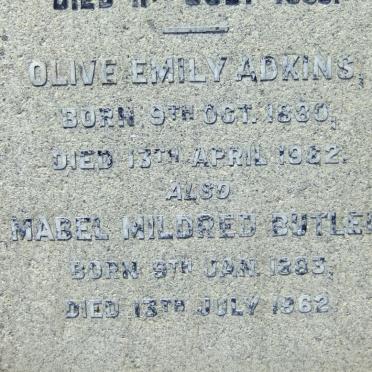 DIED
OLIVE EMILY ADKINS,
BORN 9TH OCT. 1880,
DIED 13TH APRIL 1962.
ALSO
MABEL MILDRED BUTLE
BORN 9TH JAN. 1883,
DIED 13TH JULY 1962.